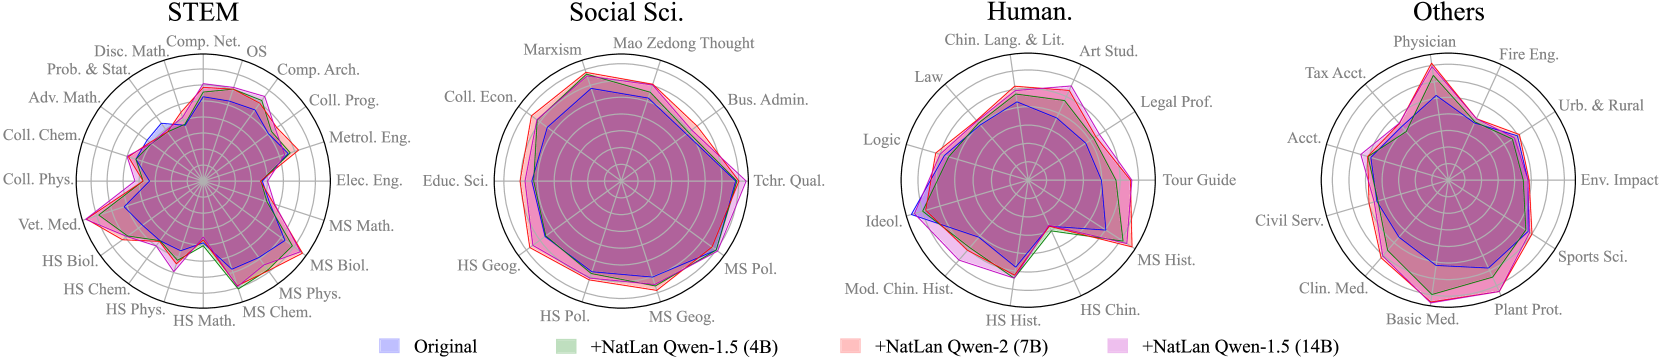 STEM
Comp. Net.
OS
Disc. Math.
Comp. Arch.
Prob. & Stat.
Coll. Prog.
Adv. Math.
Metrol. Eng.
Coll. Chem.
Elec. Eng.
Coll. Phys.
MS Math.
Vet. Med.
MS Biol.
HS Biol.
MS Phys.
HS Chem.
MS Chem.
HS Phys.
HS Math.
Social Sci.
Mao Zedong Thought
Marxism
Bus. Admin.
Coll. Econ.
Tchr. Qual.
Educ. Sci.
MS Pol.
HS Geog.
MS Geog.
HS Pol.
Human.
Chin. Lang. & Lit.
Art Stud.
Law
Legal Prof.
Logic
Tour Guide
Ideol.
MS Hist.
Mod. Chin. Hist.
HS Chin.
HS Hist.
Others
Physician
Fire Eng.
Tax Acct.
Urb. & Rural
Acct.
Env. Impact
Civil Serv.
Sports Sci.
Clin. Med.
Plant Prot.
Basic Med.
Original
+NatLan Qwen-1.5 (4B)
+NatLan Qwen-2 (7B)
+NatLan Qwen-1.5 (14B)